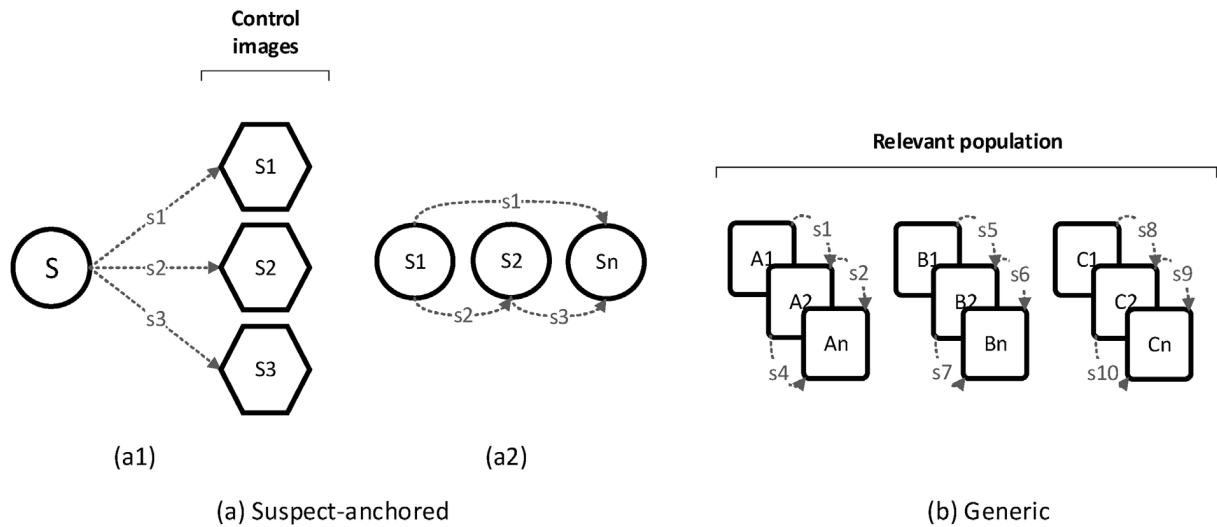 Control
images
S
s1
s2
s3
S1
S2
S3
(a1)
s1
S1
S2
Sn
s2
s3
(a2)
(a) Suspect-anchored
Relevant population
A1
s1
A2
s2
An
s4
B1
s5
B2
s6
Bn
s7
C1
s8
C2
s9
Cn
s10
(b) Generic